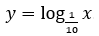 y = log_{1/10} x